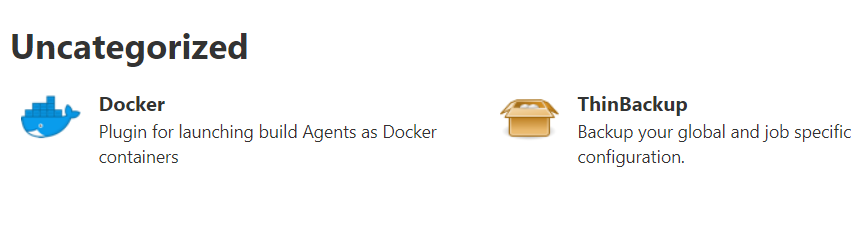 Uncategorized
Docker
Plugin for launching build Agents as Docker
containers
ThinBackup
Backup your global and job specific
configuration.